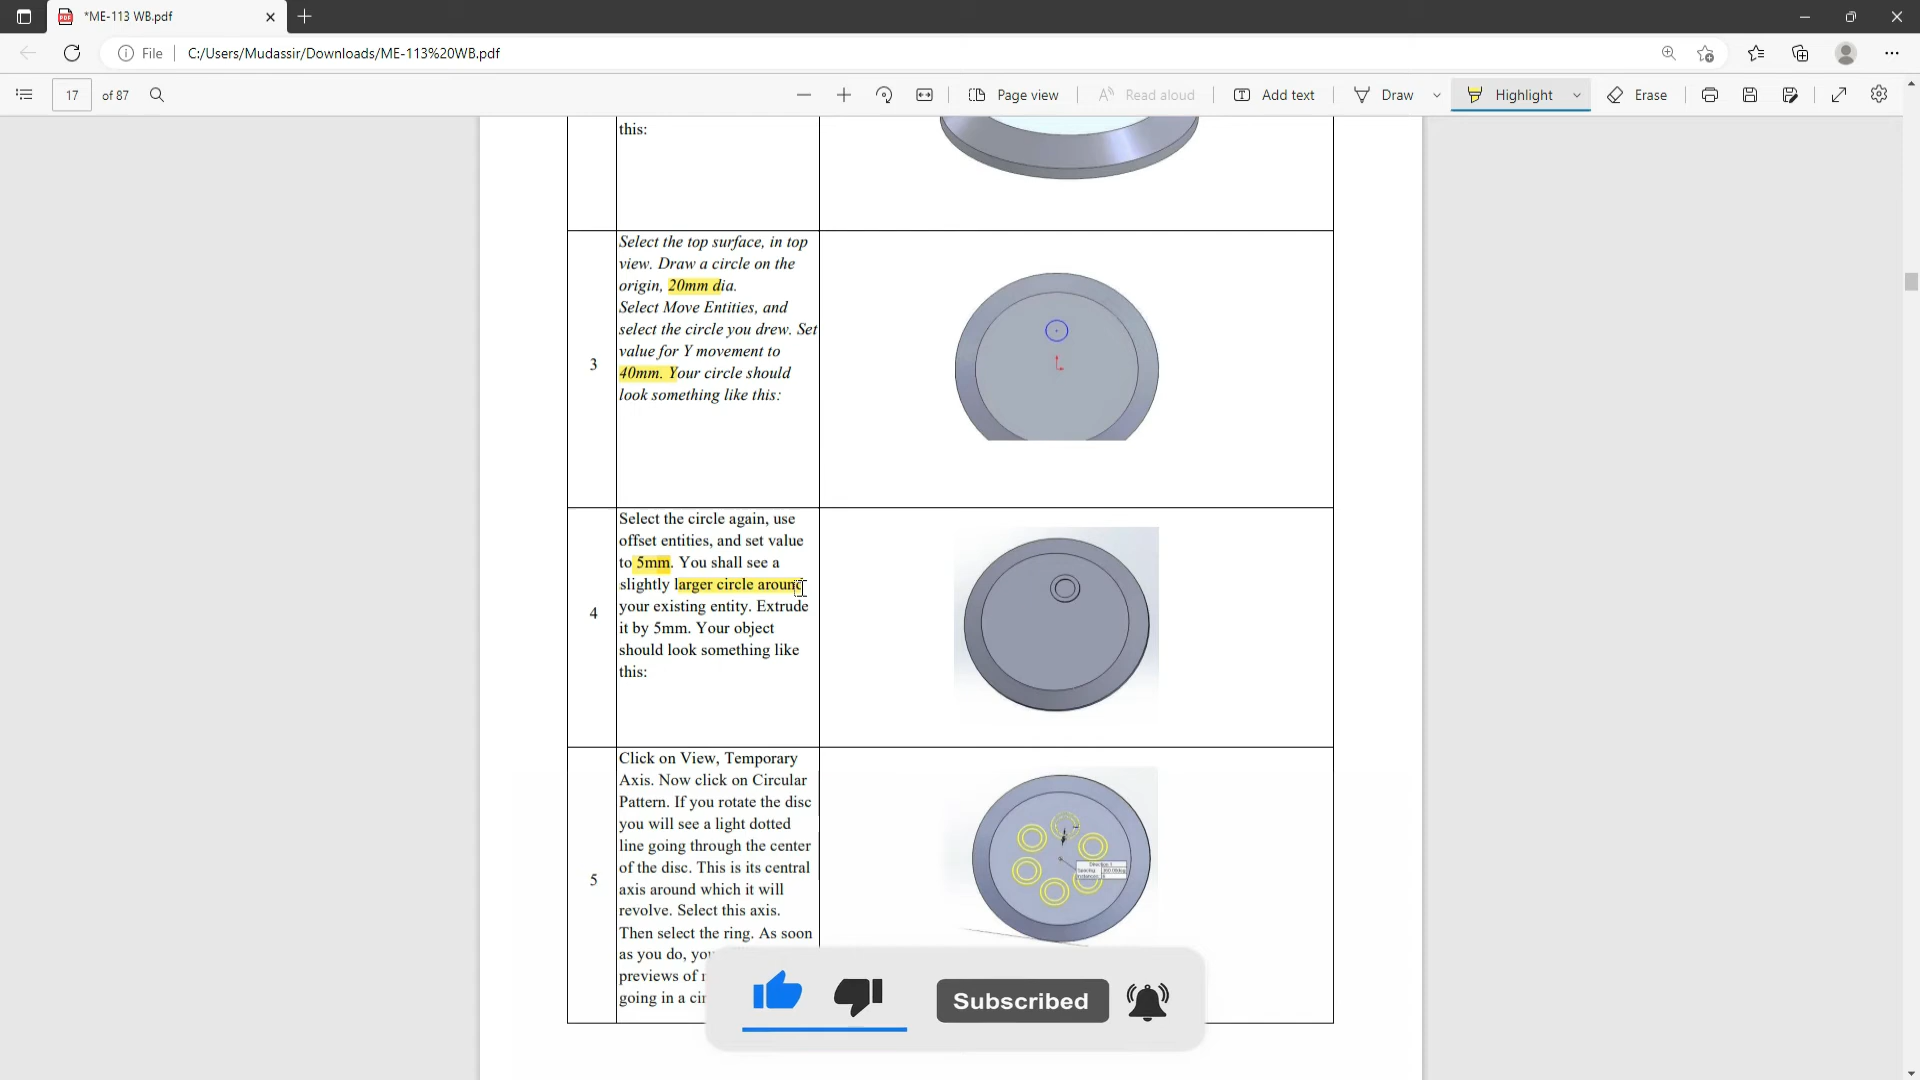 *ME-113 WB.pdf
File
C:/Users/Mudassir/Downloads/ME-113%20WB.pdf
17 of 87
Page view
Read aloud
Add text
Draw
Highlight
Erase
this:
3
Select the top surface, in top
view. Draw a circle on the
origin, 20mm dia.
Select Move Entities, and
select the circle you drew. Set
value for Y movement to
40mm. Your circle should
look something like this:
4
Select the circle again, use
offset entities, and set value
to 5mm. You shall see a
slightly larger circle around
your existing entity. Extrude
it by 5mm. Your object
should look something like
this:
5
Click on View, Temporary
Axis. Now click on Circular
Pattern. If you rotate the disc
you will see a light dotted
line going through the center
of the disc. This is its central
axis around which it will
revolve. Select this axis.
Then select the ring. As soon
as you do, you
previews of
going in a
Subscribed